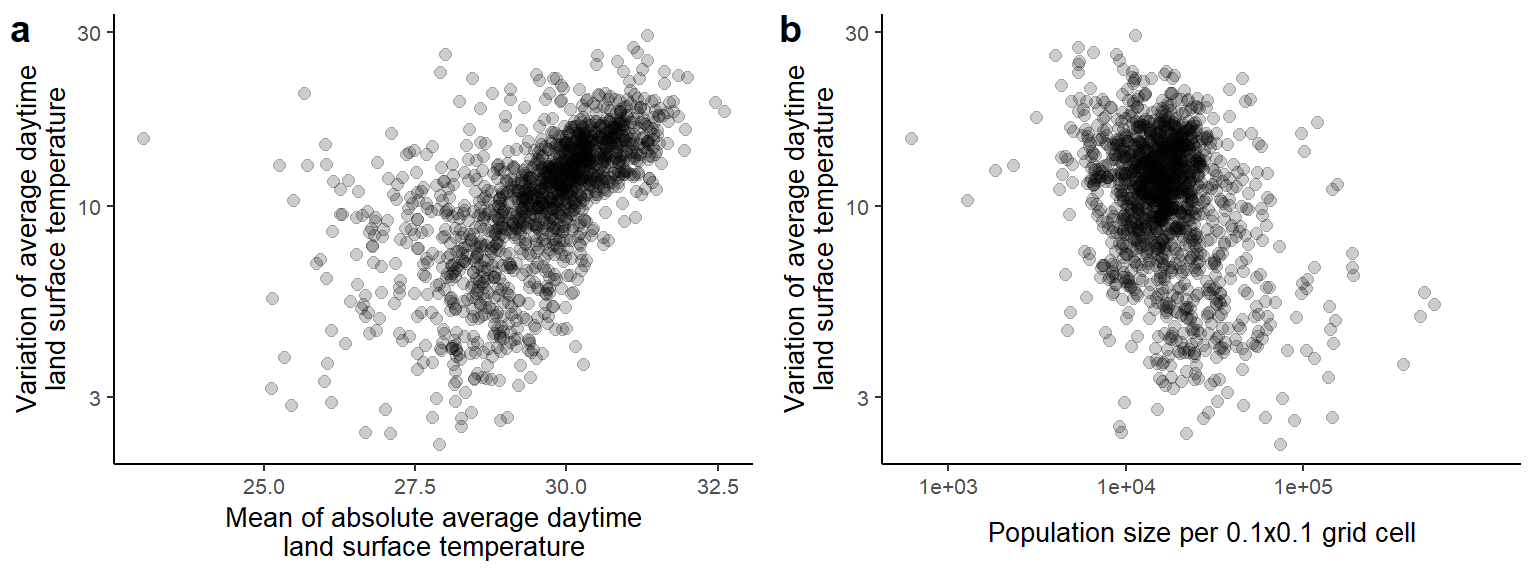 a
Variation of average daytime
land surface temperature
30
10
3
25.0 27.5 30.0 32.5
Mean of absolute average daytime
land surface temperature
b
Variation of average daytime
land surface temperature
30
10
3
1e+03 1e+04 1e+05
Population size per 0.1x0.1 grid cell